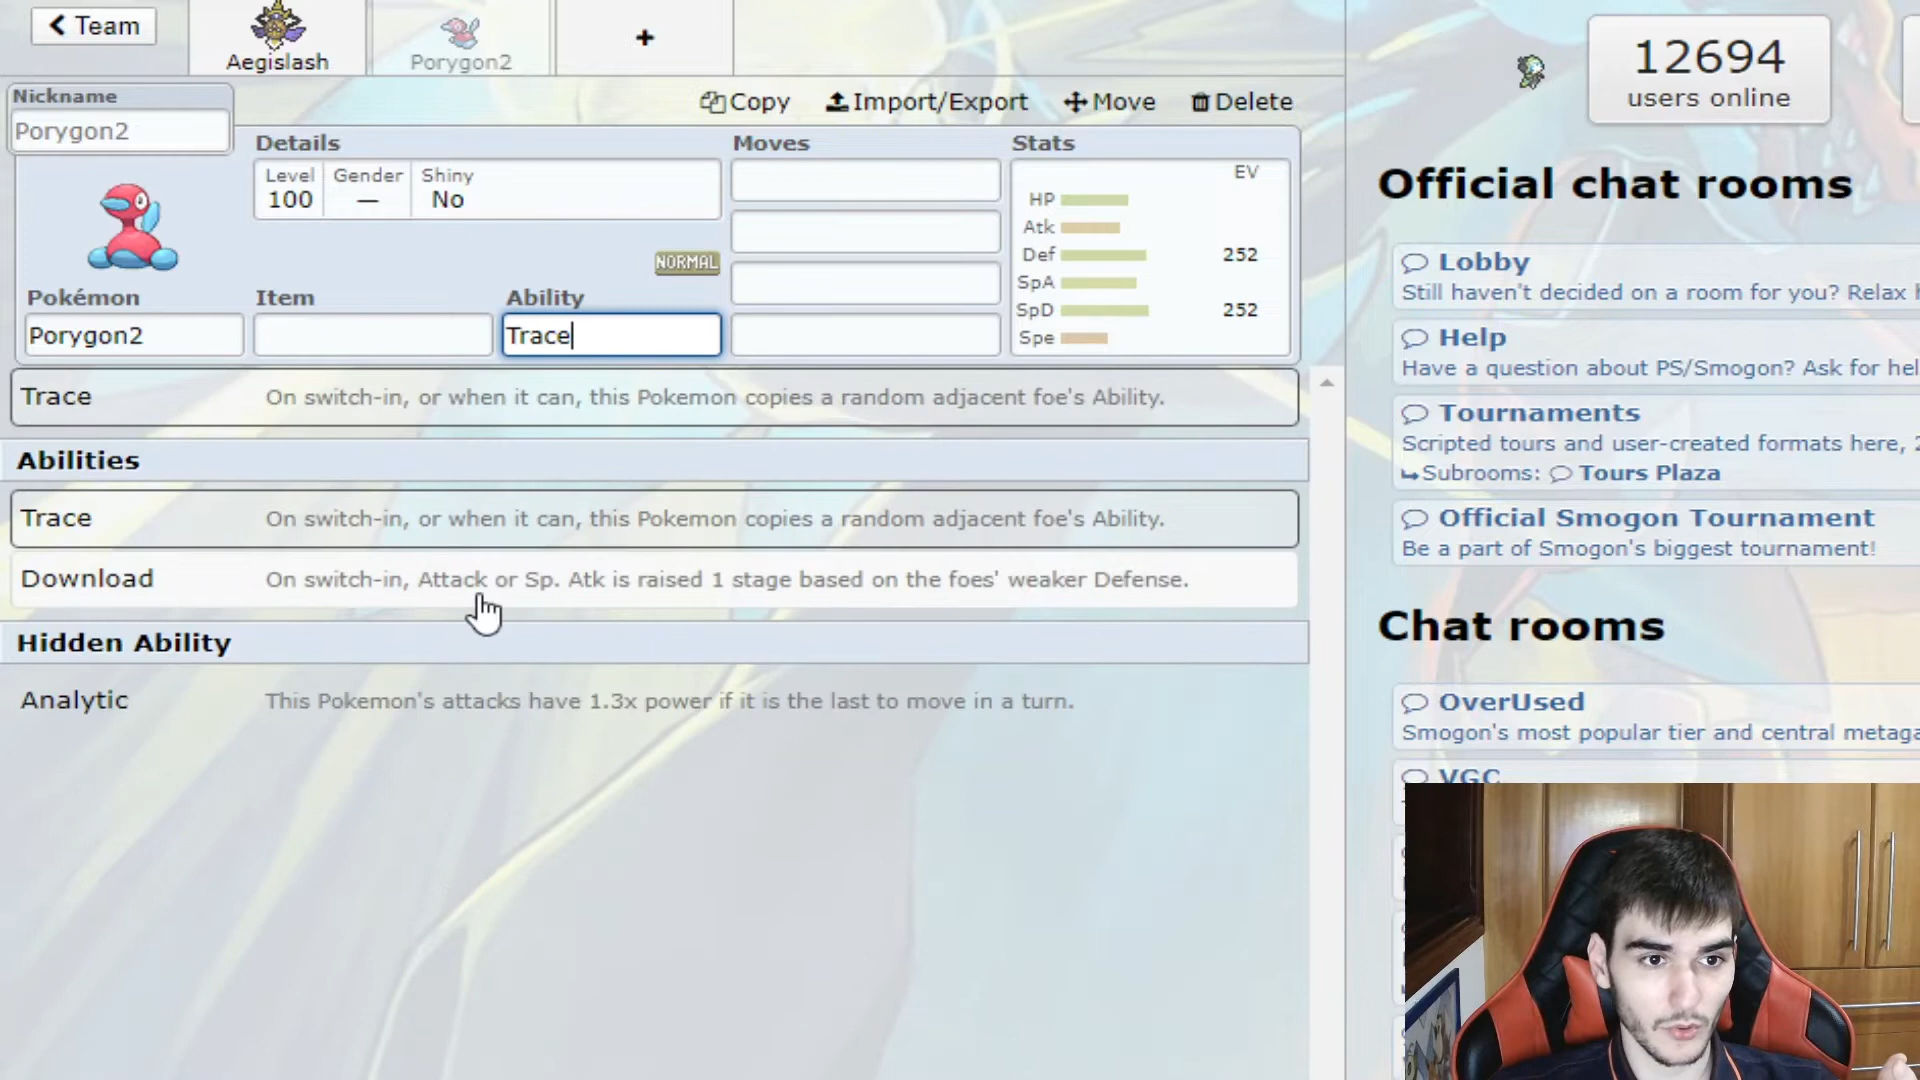 Team
Aegislash
Porygon2
+
12694
users online
Nickname
Porygon2
Copy
Import/Export
Move
Delete
Details
Level
100
Gender
—
Shiny
No
NORMAL
Moves
Stats
EV
HP
Atk
Def 252
SpA
SpD 252
Spe
Pokémon
Porygon2
Item
Ability
Trace
Trace On switch-in, or when it can, this Pokemon copies a random adjacent foe's Ability.
Abilities
Trace On switch-in, or when it can, this Pokemon copies a random adjacent foe's Ability.
Download On switch-in, Attack or Sp. Atk is raised 1 stage based on the foes' weaker Defense.
Hidden Ability
Analytic This Pokemon's attacks have 1.3x power if it is the last to move in a turn.
Official chat rooms
Lobby
Still haven't decided on a room for you? Relax
Help
Have a question about PS/Smogon? Ask for hel
Tournaments
Scripted tours and user-created formats here, 2
Subrooms: Tours Plaza
Official Smogon Tournament
Be a part of Smogon's biggest tournament!
Chat rooms
OverUsed
Smogon's most popular tier and central metaga
VGC